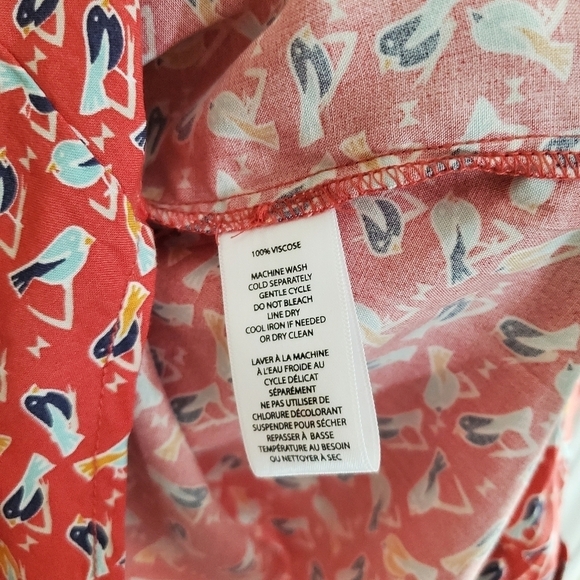 100% VISCOSE
MACHINE WASH
COLD SEPARATELY
GENTLE CYCLE
DO NOT BLEACH
LINE DRY
COOL IRON IF NEEDED
OR DRY CLEAN
LAVER À LA MACHINE
À L'EAU FROIDE AU
CYCLE DÉLICAT
SÉPARÉMENT
NE PAS UTILISER DE
CHLORURE DÉCOLORANT
SUSPENDRE POUR SÉCHER
REPASSER À BASSE
TEMPÉRATURE AU BESOIN
OU NETTOYER À SEC